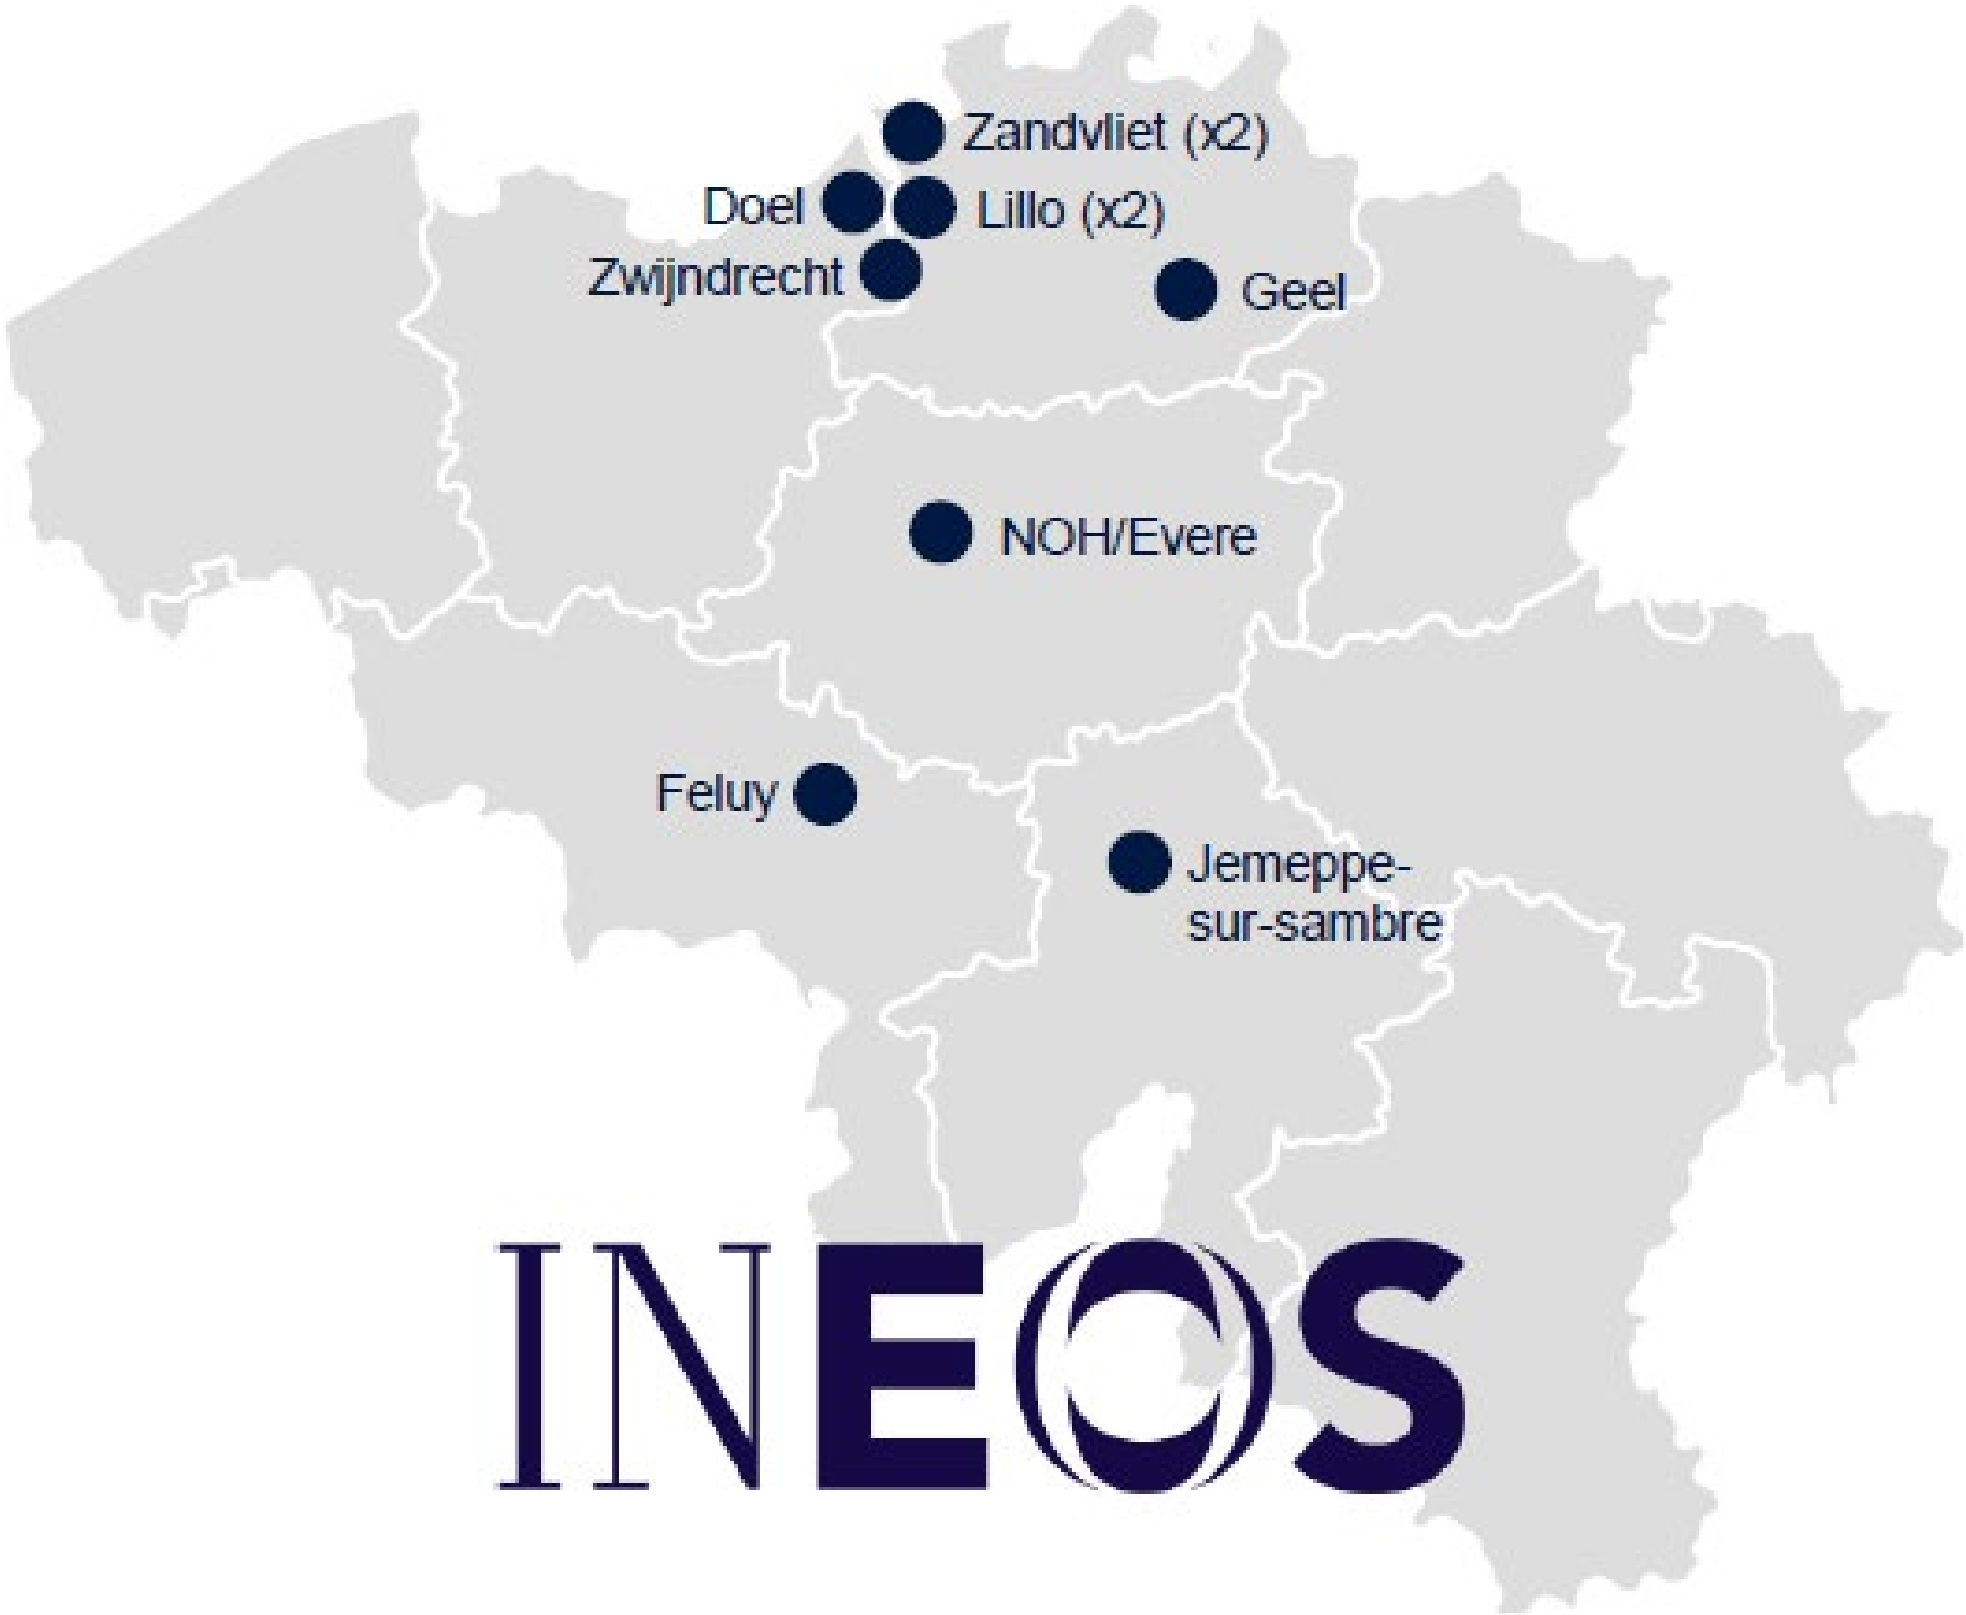 Zandvliet (x2)
Doel
Lillo (x2)
Zwijndrecht
Geel
NOH/Evere
Feluy
Jemeppe-
sur-sambre
INEOS